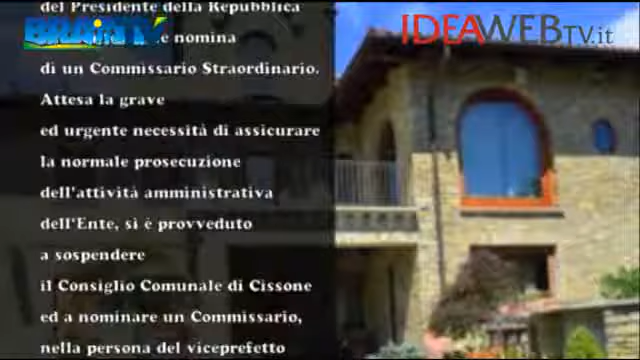 del Presidente della Repubblica
IDEAWEBTV.it
BRATV
e nomina
di un Commissario Straordinario.
Attesa la grave
ed urgente necessità di assicurare
la normale prosecuzione
dell'attività amministrativa
dell'Ente, si è provveduto
a sospendere
il Consiglio Comunale di Cissone
ed a nominare un Commissario,
nella persona del viceprefetto